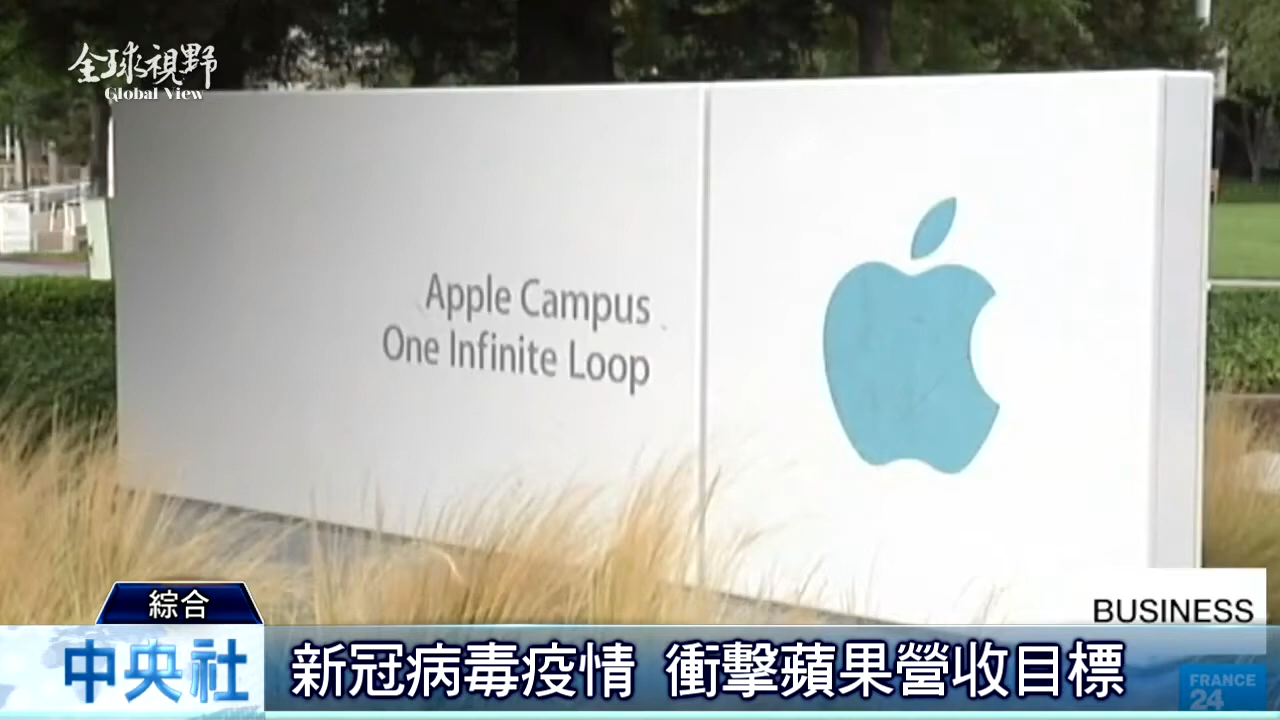 全球視野
Global View
Apple Campus
One Infinite Loop
綜合
BUSINESS
中央社
新冠病毒疫情 衝擊蘋果營收目標
FRANCE
24